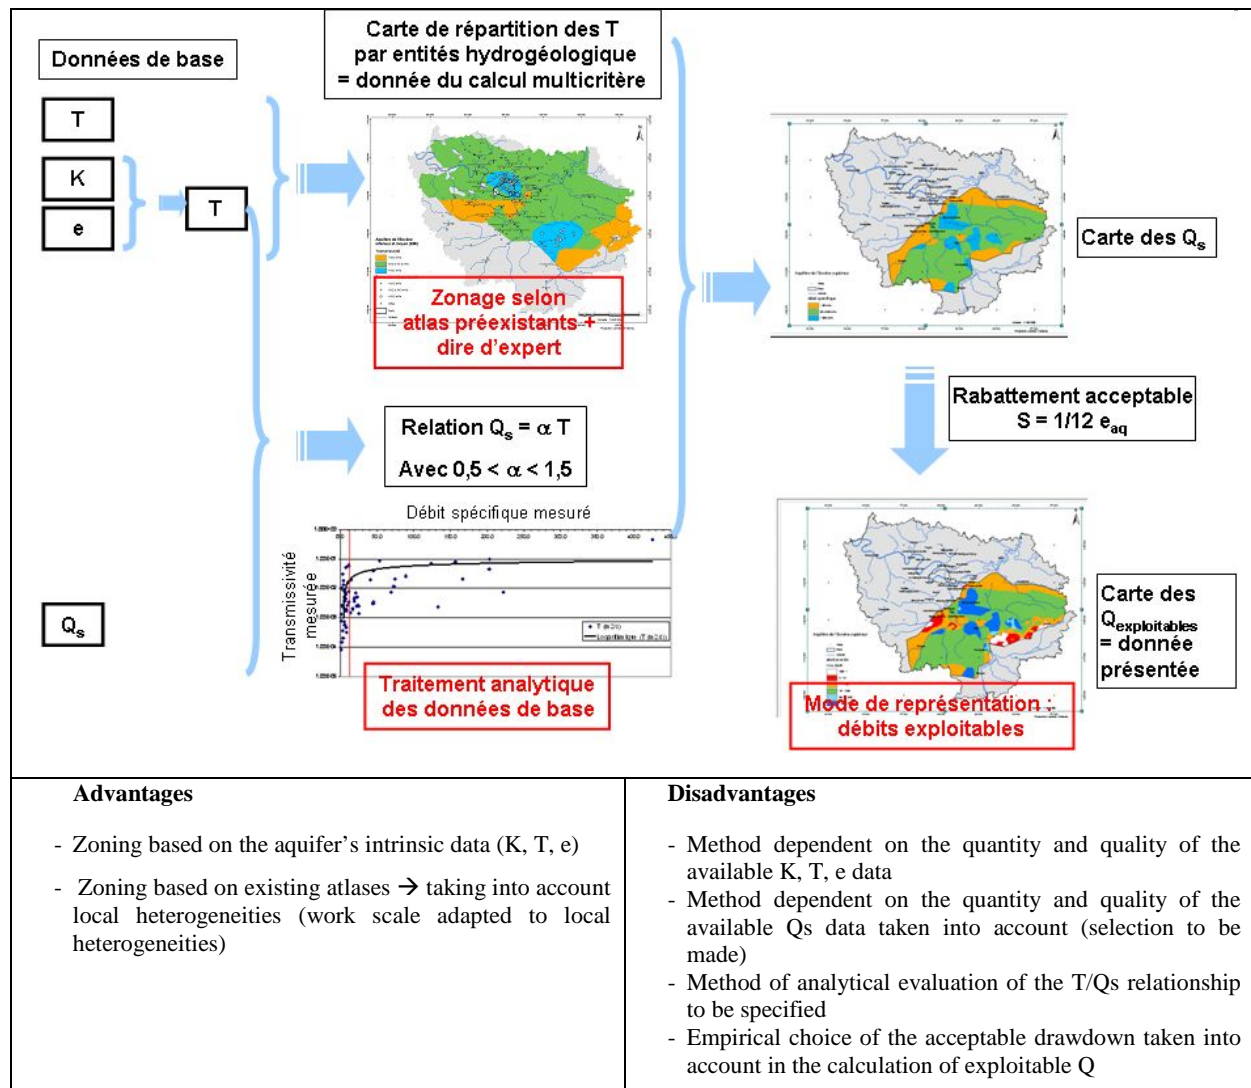 Données de base
T
K
e
T
Carte de répartition des T
par entités hydrogéologique
= donnée du calcul multicritère
Zonage selon
atlas préexistants +
dire d'expert
Relation Qs = α T
Avec 0,5 < α < 1,5
Débit spécifique mesuré
Transmissivité
mesurée
Qs
Traitement analytique
des données de base
Carte des Qs
Rabattement acceptable
S = 1/12 eaq
Carte des
Qexploitables
= donnée
présentée
Mode de représentation :
débits exploitables
Advantages
- Zoning based on the aquifer's intrinsic data (K, T, e)
- Zoning based on existing atlases → taking into account
local heterogeneities (work scale adapted to local
heterogeneities)
Disadvantages
- Method dependent on the quantity and quality of the
available K, T, e data
- Method dependent on the quantity and quality of the
available Qs data taken into account (selection to be
made)
- Method of analytical evaluation of the T/Qs relationship
to be specified
- Empirical choice of the acceptable drawdown taken into
account in the calculation of exploitable Q